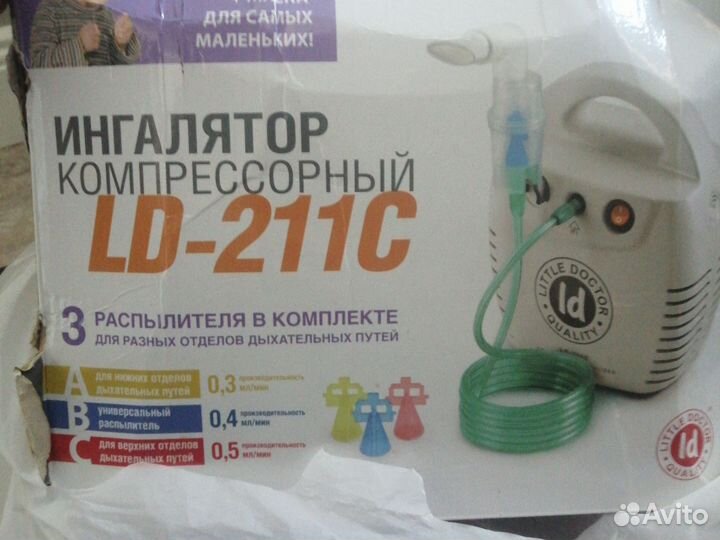 ДЛЯ САМЫХ
МАЛЕНЬКИХ!
ИНГАЛЯТОР
КОМПРЕССОРНЫЙ
LD-211C
3 РАСПЫЛИТЕЛЯ В КОМПЛЕКТЕ
ДЛЯ РАЗНЫХ ОТДЕЛОВ ДЫХАТЕЛЬНЫХ ПУТЕЙ
A для нижних отделов дыхательных путей 0,3 производительность мл/мин
B универсальный распылитель 0,4 производительность мл/мин
C для верхних отделов дыхательных путей 0,5 производительность мл/мин
LITTLE DOCTOR
ld
QUALITY
LITTLE DOCTOR
ld
QUALITY
Avito